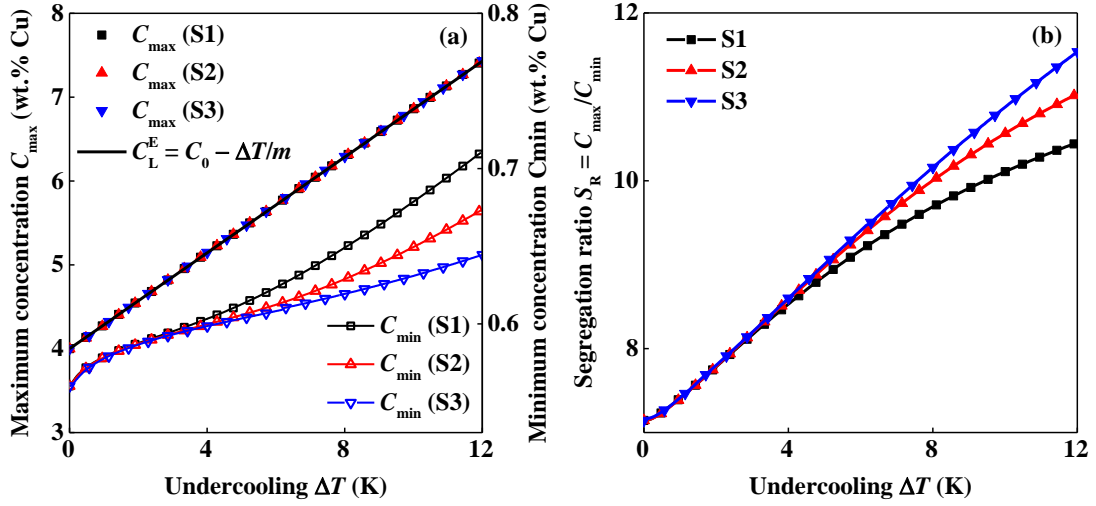 8
7
6
5
4
3
Maximum concentration C_max (wt.% Cu)
C_max (S1)
C_max (S2)
C_max (S3)
C_L^E = C_0 − ΔT/m
(a)
C_min (S1)
C_min (S2)
C_min (S3)
0.8
0.7
0.6
Minimum concentration Cmin (wt.% Cu)
0 4 8 12
Undercooling ΔT (K)
12
10
8
Segregation ratio S_R = C_max/C_min
S1
S2
S3
(b)
0 4 8 12
Undercooling ΔT (K)